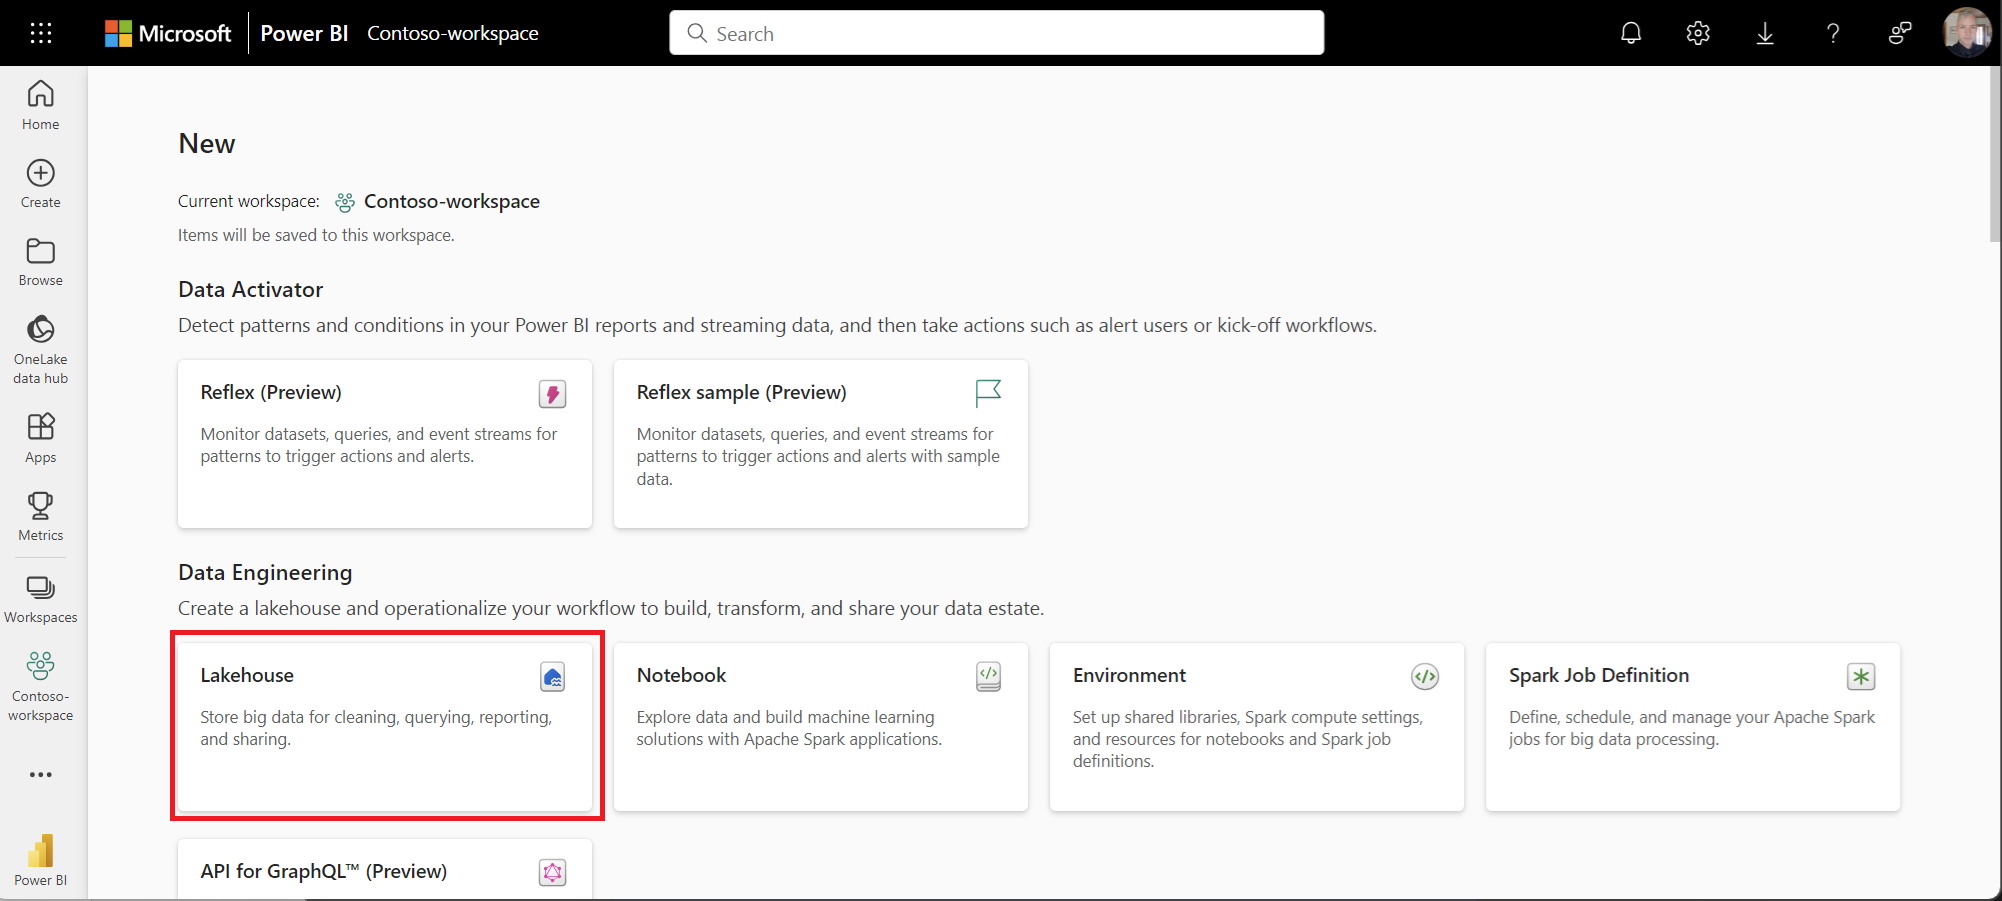 Microsoft Power BI Contoso-workspace
Search
Home
Create
Browse
OneLake
data hub
Apps
Metrics
Workspaces
Contoso-
workspace
Power BI
New
Current workspace: Contoso-workspace
Items will be saved to this workspace.
Data Activator
Detect patterns and conditions in your Power BI reports and streaming data, and then take actions such as alert users or kick-off workflows.
Reflex (Preview)
Monitor datasets, queries, and event streams for
patterns to trigger actions and alerts.
Reflex sample (Preview)
Monitor datasets, queries, and event streams for
patterns to trigger actions and alerts with sample
data.
Data Engineering
Create a lakehouse and operationalize your workflow to build, transform, and share your data estate.
Lakehouse
Store big data for cleaning, querying, reporting,
and sharing.
Notebook
Explore data and build machine learning
solutions with Apache Spark applications.
Environment
Set up shared libraries, Spark compute settings,
and resources for notebooks and Spark job
definitions.
Spark Job Definition
Define, schedule, and manage your Apache Spark
jobs for big data processing.
API for GraphQL™ (Preview)